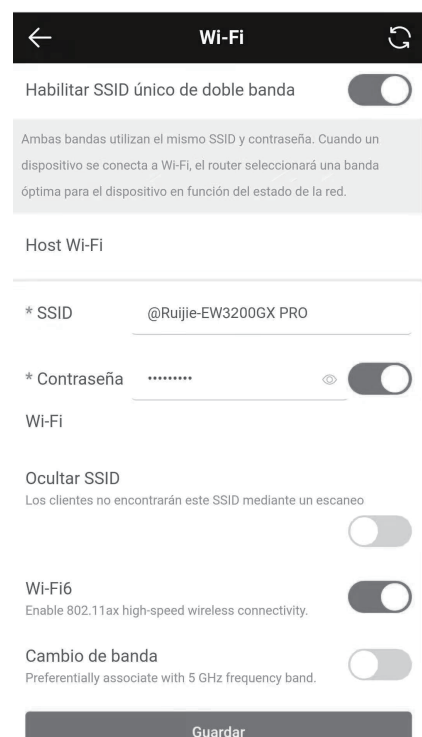 Wi-Fi
Habilitar SSID único de doble banda
Ambas bandas utilizan el mismo SSID y contraseña. Cuando un
dispositivo se conecta a Wi-Fi, el router seleccionará una banda
óptima para el dispositivo en función del estado de la red.
Host Wi-Fi
* SSID @Ruijie-EW3200GX PRO
* Contraseña •••••••••
Wi-Fi
Ocultar SSID
Los clientes no encontrarán este SSID mediante un escaneo
Wi-Fi6
Enable 802.11ax high-speed wireless connectivity.
Cambio de banda
Preferentially associate with 5 GHz frequency band.
Guardar